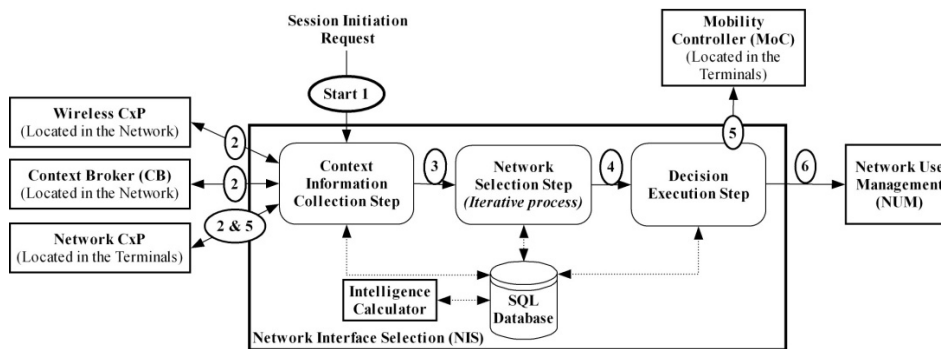 Session Initiation
Request
Start 1
Mobility
Controller (MoC)
(Located in the
Terminals)
Wireless CxP
(Located in the Network)
Context Broker (CB)
(Located in the Network)
Network CxP
(Located in the Terminals)
2
2
2 & 5
Context
Information
Collection Step
3
Network
Selection Step
(Iterative process)
4
Decision
Execution Step
5
6
Network Use
Management
(NUM)
Intelligence
Calculator
SQL
Database
Network Interface Selection (NIS)